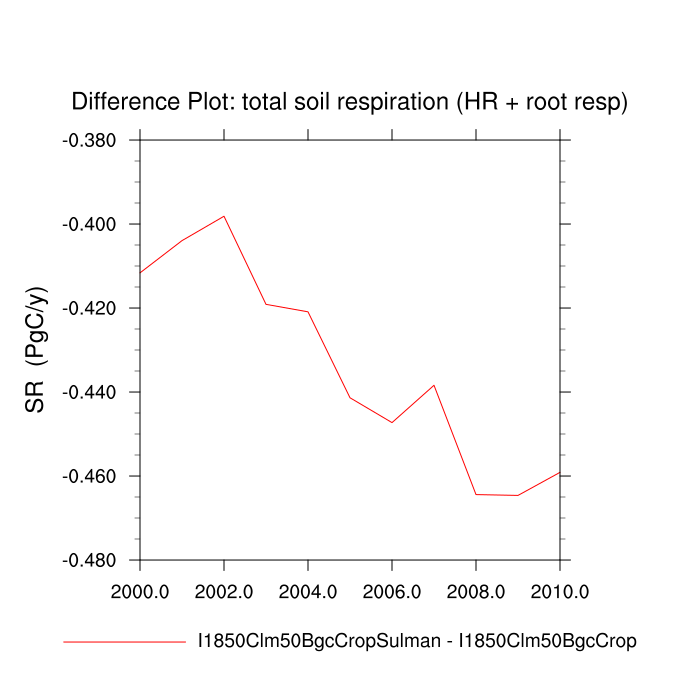 Difference Plot: total soil respiration (HR + root resp)
SR (PgC/y)
-0.380
-0.400
-0.420
-0.440
-0.460
-0.480
2000.0 2002.0 2004.0 2006.0 2008.0 2010.0
I1850Clm50BgcCropSulman - I1850Clm50BgcCrop